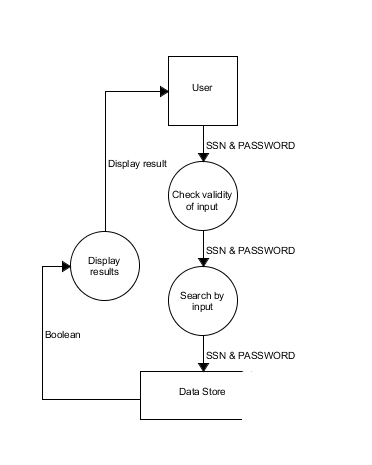 User
SSN & PASSWORD
Display result
Check validity
of input
SSN & PASSWORD
Display
results
Search by
input
Boolean
SSN & PASSWORD
Data Store